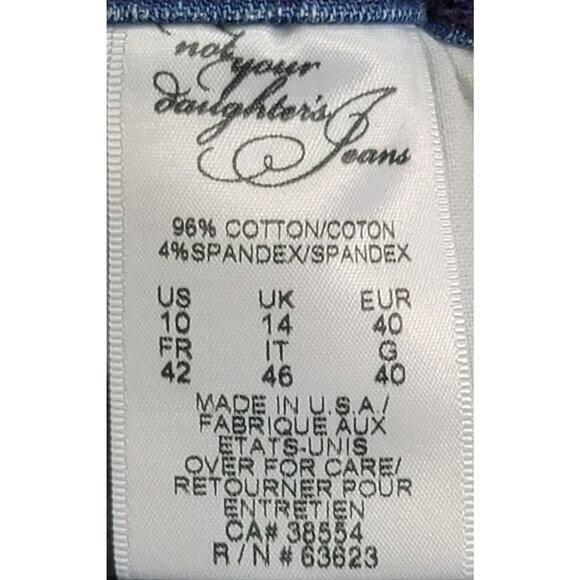 not your
daughter's
Jeans
96% COTTON/COTON
4% SPANDEX/SPANDEX
US UK EUR
10 14 40
FR IT G
42 46 40
MADE IN U.S.A./
FABRIQUE AUX
ETATS-UNIS
OVER FOR CARE/
RETOURNER POUR
ENTRETIEN
CA# 38554
R/N # 63623